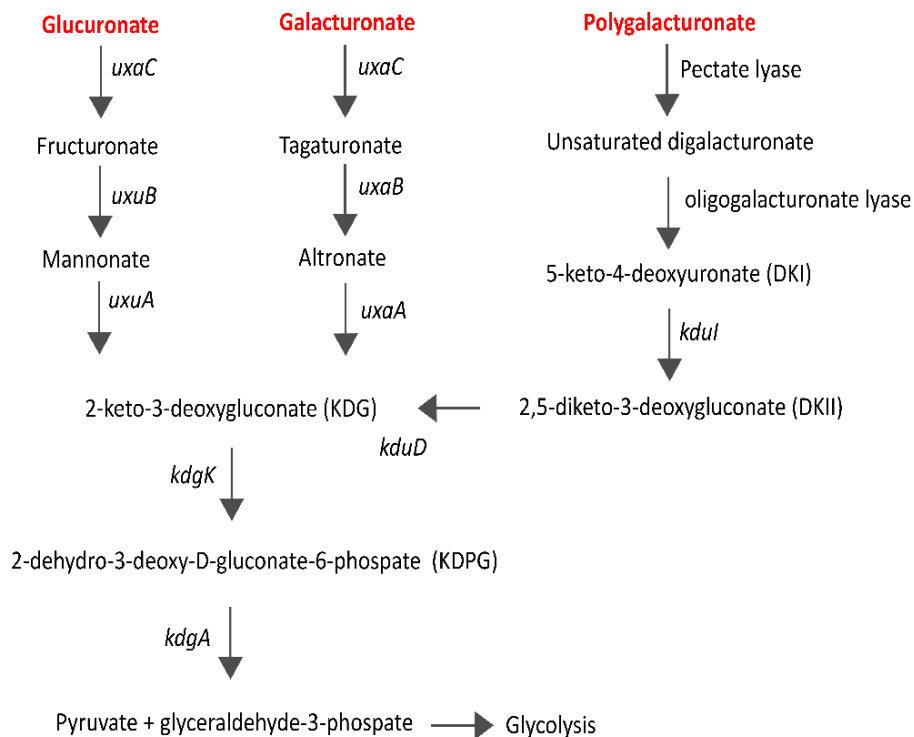 Glucuronate Galacturonate Polygalacturonate
uxaC uxaC Pectate lyase
Fructuronate Tagaturonate Unsaturated digalacturonate
uxuB uxaB oligogalacturonate lyase
Mannonate Altronate 5-keto-4-deoxyuronate (DKI)
uxuA uxaA kduI
2-keto-3-deoxygluconate (KDG) 2,5-diketo-3-deoxygluconate (DKII)
kduD
kdgK
2-dehydro-3-deoxy-D-gluconate-6-phospate (KDPG)
kdgA
Pyruvate + glyceraldehyde-3-phospate Glycolysis